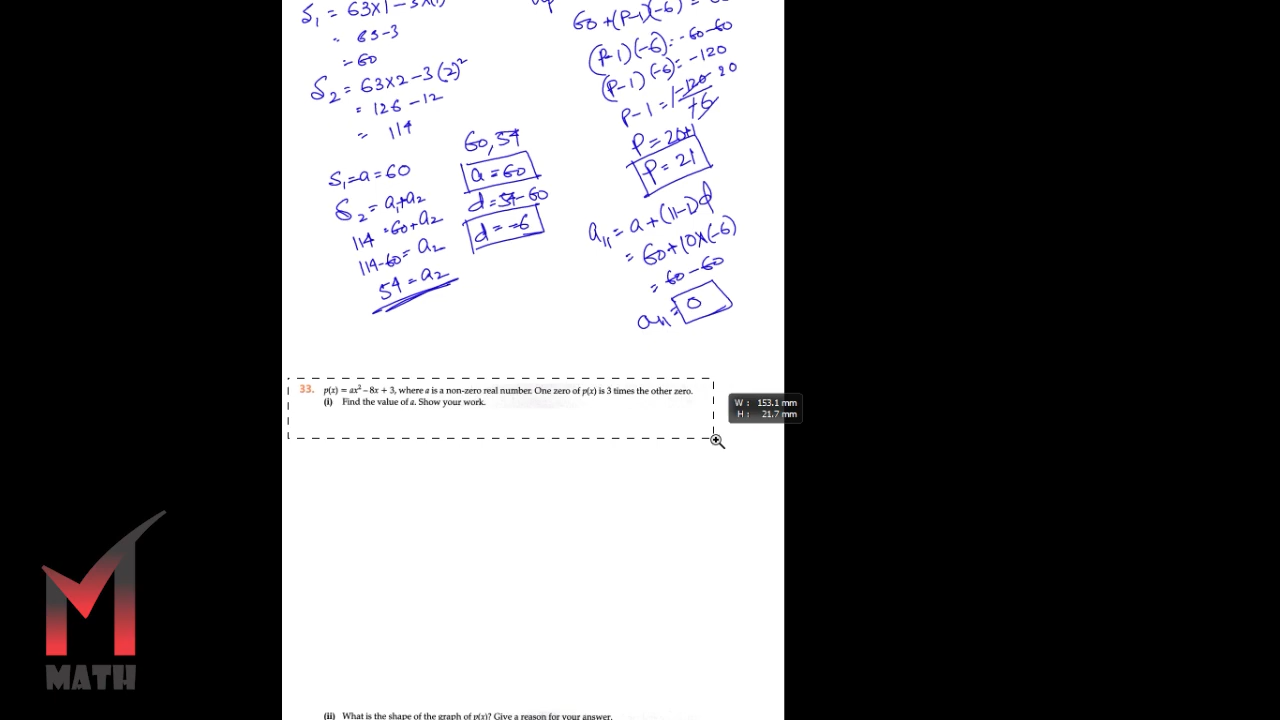 S₁ = 63×1 – 3×(1)
= 63-3
= 60
S₂ = 63×2 – 3(2)²
= 126 – 12
= 114
S₁ = a = 60
S₂ = a₁+a₂
114 = 60+a₂
114-60 = a₂
54 = a₂
60, 54
a = 60
d = 54-60
d = -6
60 + (P-1)(-6) =
(P-1)(-6) = -60-60
(P-1)(-6) = -120
P-1 = -120/-6 20
P = 20+1
P = 21
a₁₁ = a + (11-1)d
= 60+10×(-6)
= 60-60
a₁₁ = 0
33. p(x) = ax² – 8x + 3, where a is a non-zero real number. One zero of p(x) is 3 times the other zero.
(i) Find the value of a. Show your work.
W : 153.1 mm
H : 21.7 mm
M
MATH
(ii) What is the shape of the graph of p(x)? Give a reason for your answer.